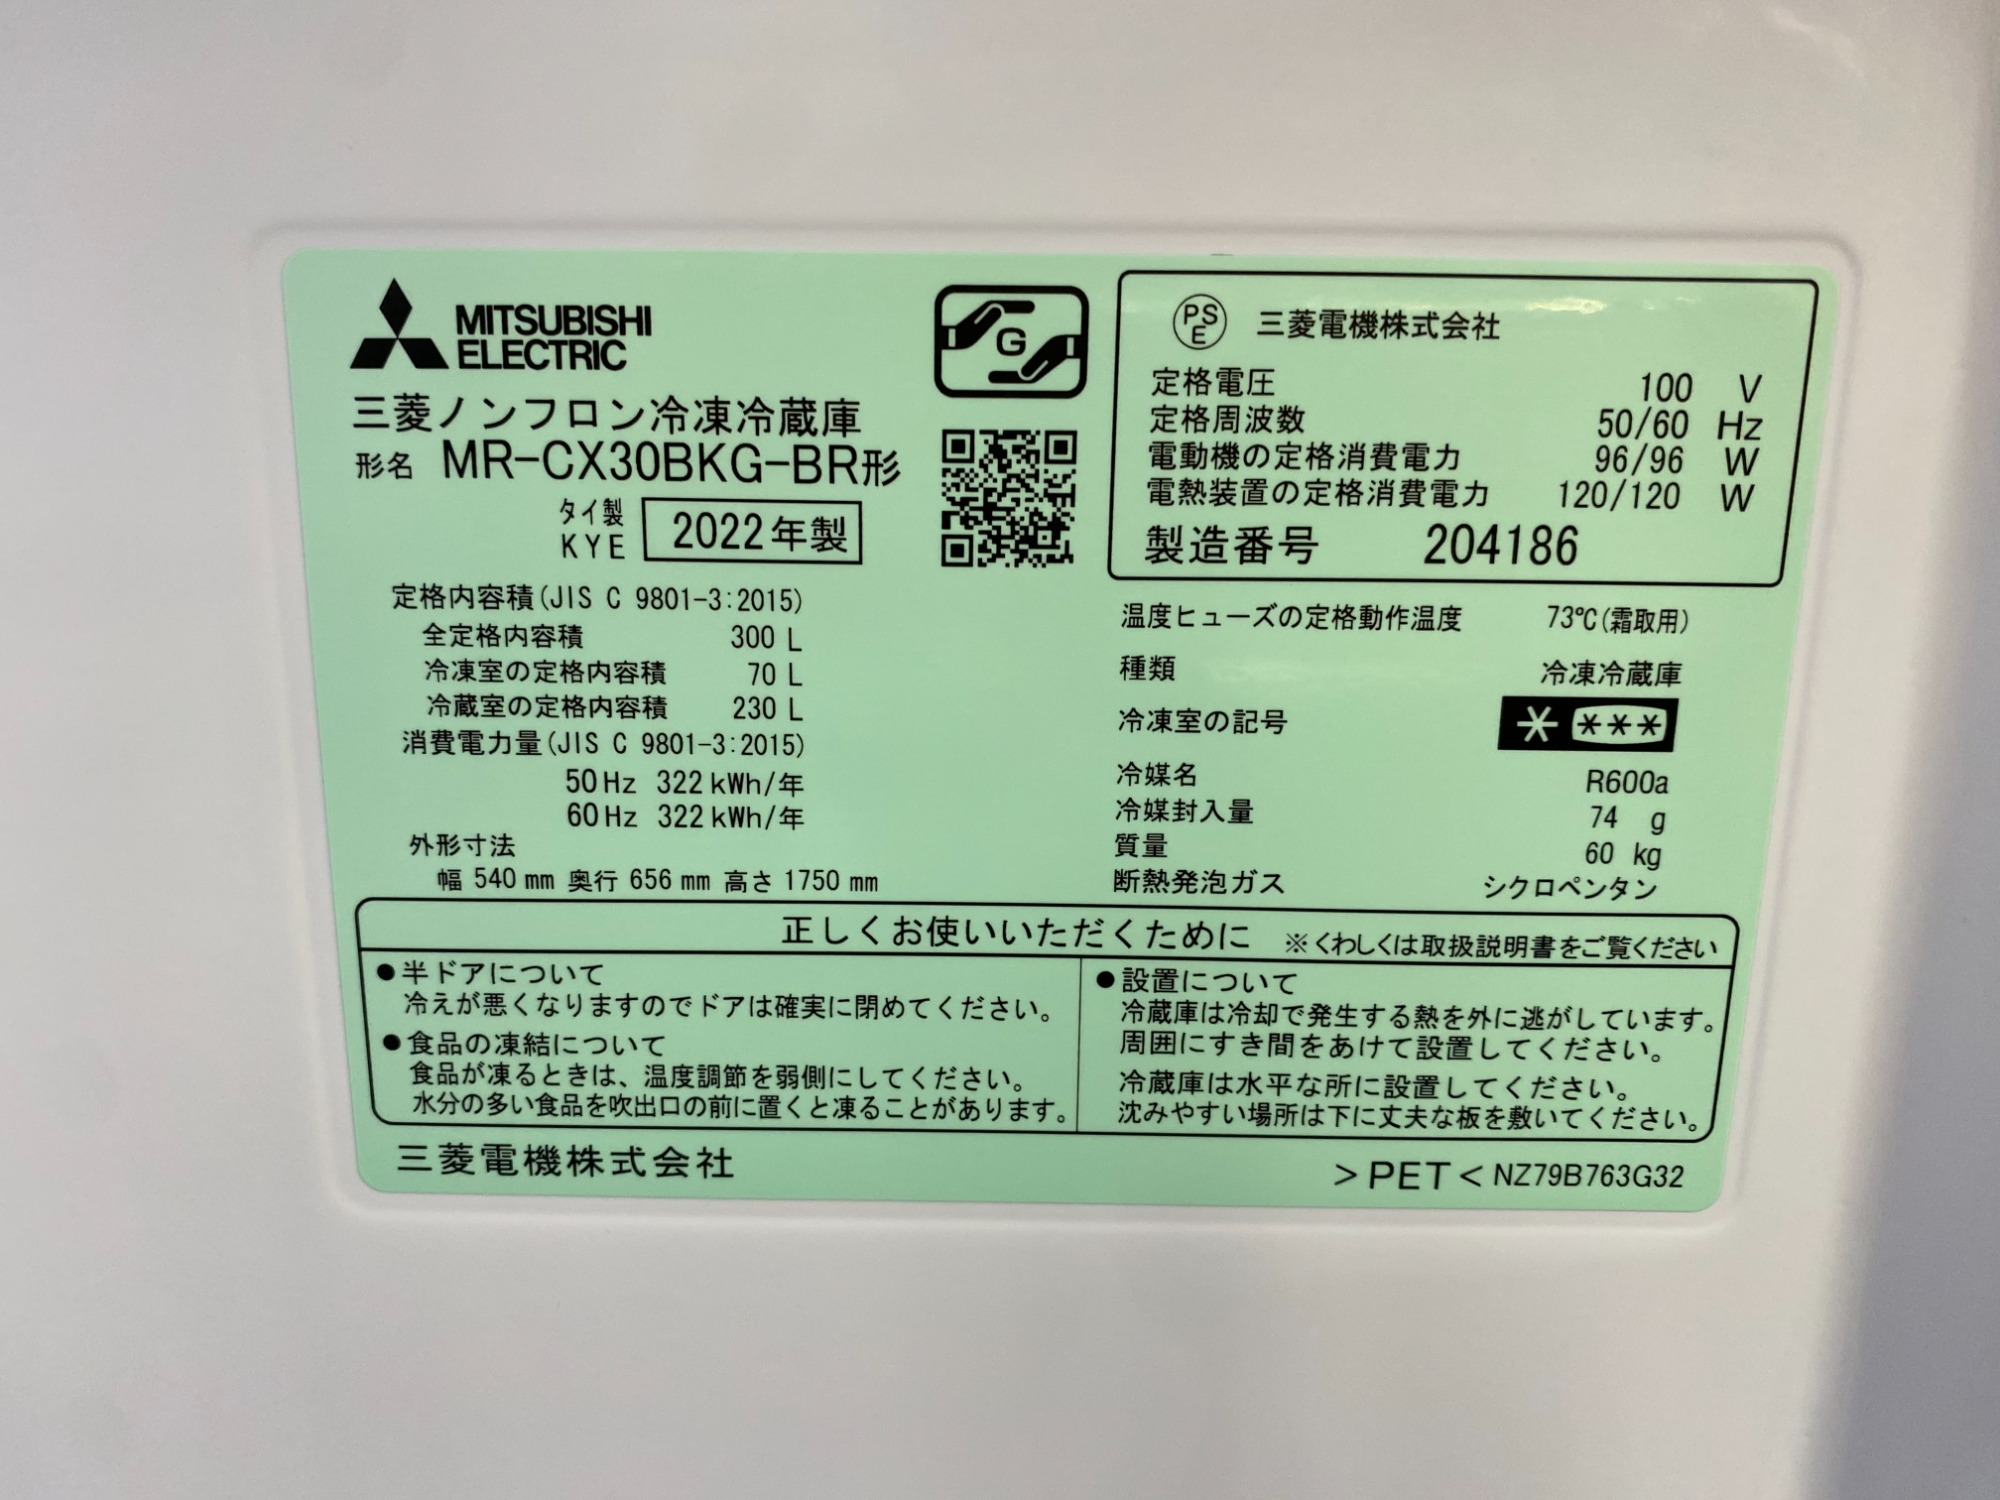 MITSUBISHI
ELECTRIC
三菱ノンフロン冷凍冷蔵庫
形名 MR-CX30BKG-BR形
タイ製
KYE 2022年製
定格内容積(JIS C 9801-3:2015)
全定格内容積 300 L
冷凍室の定格内容積 70 L
冷蔵室の定格内容積 230 L
消費電力量(JIS C 9801-3:2015)
50Hz 322kWh/年
60Hz 322kWh/年
外形寸法
幅 540 mm 奥行 656 mm 高さ 1750 mm
G
PSE 三菱電機株式会社
定格電圧 100 V
定格周波数 50/60 Hz
電動機の定格消費電力 96/96 W
電熱装置の定格消費電力 120/120 W
製造番号 204186
温度ヒューズの定格動作温度 73℃(霜取用)
種類 冷凍冷蔵庫
冷凍室の記号 * ***
冷媒名 R600a
冷媒封入量 74 g
質量 60 kg
断熱発泡ガス シクロペンタン
正しくお使いいただくために ※くわしくは取扱説明書をご覧ください
●半ドアについて
冷えが悪くなりますのでドアは確実に閉めてください。
●食品の凍結について
食品が凍るときは、温度調節を弱側にしてください。
水分の多い食品を吹出口の前に置くと凍ることがあります。
●設置について
冷蔵庫は冷却で発生する熱を外に逃がしています。
周囲にすき間をあけて設置してください。
冷蔵庫は水平な所に設置してください。
沈みやすい場所は下に丈夫な板を敷いてください。
三菱電機株式会社
>PET< NZ79B763G32